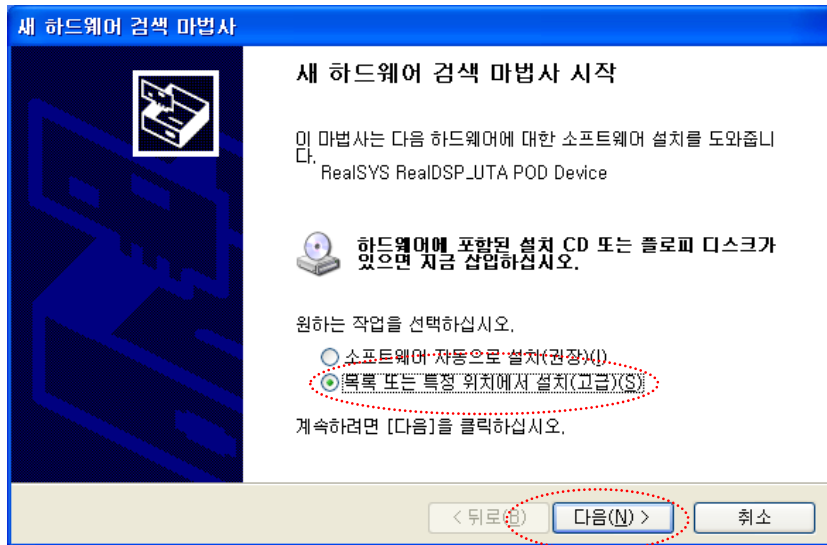 새 하드웨어 검색 마법사
새 하드웨어 검색 마법사 시작
이 마법사는 다음 하드웨어에 대한 소프트웨어 설치를 도와줍니
다.
RealSYS RealDSP_UTA POD Device
하드웨어에 포함된 설치 CD 또는 플로피 디스크가
있으면 지금 삽입하십시오.
원하는 작업을 선택하십시오.
소프트웨어 자동으로 설치(권장)(I)
목록 또는 특정 위치에서 설치(고급)(S)
계속하려면 [다음]을 클릭하십시오.
< 뒤로(B) 다음(N) > 취소